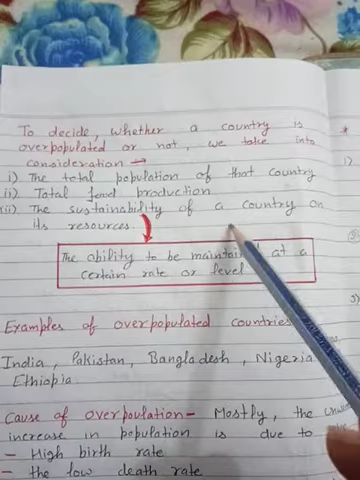 To decide, whether a country is
overpopulated or not, we take into
consideration →
i) The total population of that country
ii) Total food production
(iii) The sustainability of a country on
its resources.
The ability to be maintained at a
certain rate or level
Examples of overpopulated countries
India, Pakistan, Bangladesh, Nigeria
Ethiopia
Cause of overpoulation - Mostly, the
increase in population is due to
- High birth rate
- the low death rate